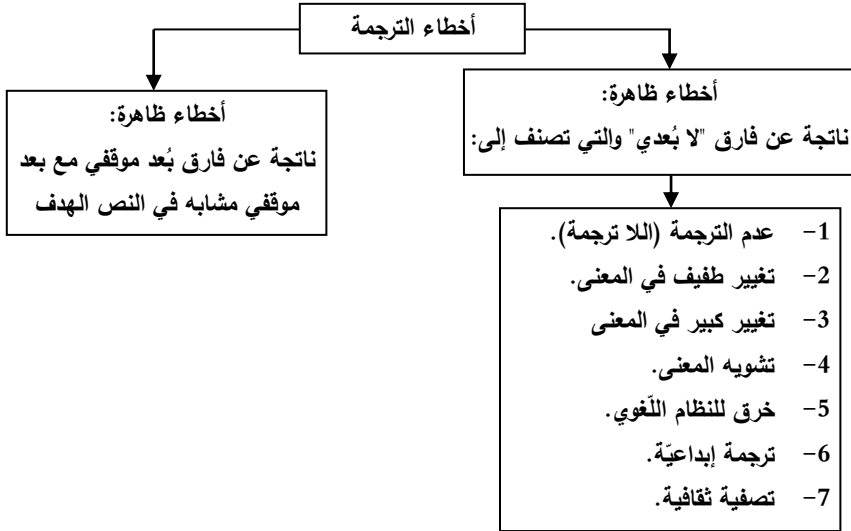 أخطاء الترجمة
أخطاء ظاهرة:
ناتجة عن فارق "لا بُعدي" والتي تصنف إلى:
أخطاء ظاهرة:
ناتجة عن فارق بُعد موقفي مع بعد
موقفي مشابه في النص الهدف
1- عدم الترجمة (اللا ترجمة).
2- تغيير طفيف في المعنى.
3- تغيير كبير في المعنى
4- تشويه المعنى.
5- خرق للنظام اللّغوي.
6- ترجمة إبداعيّة.
7- تصفية ثقافية.